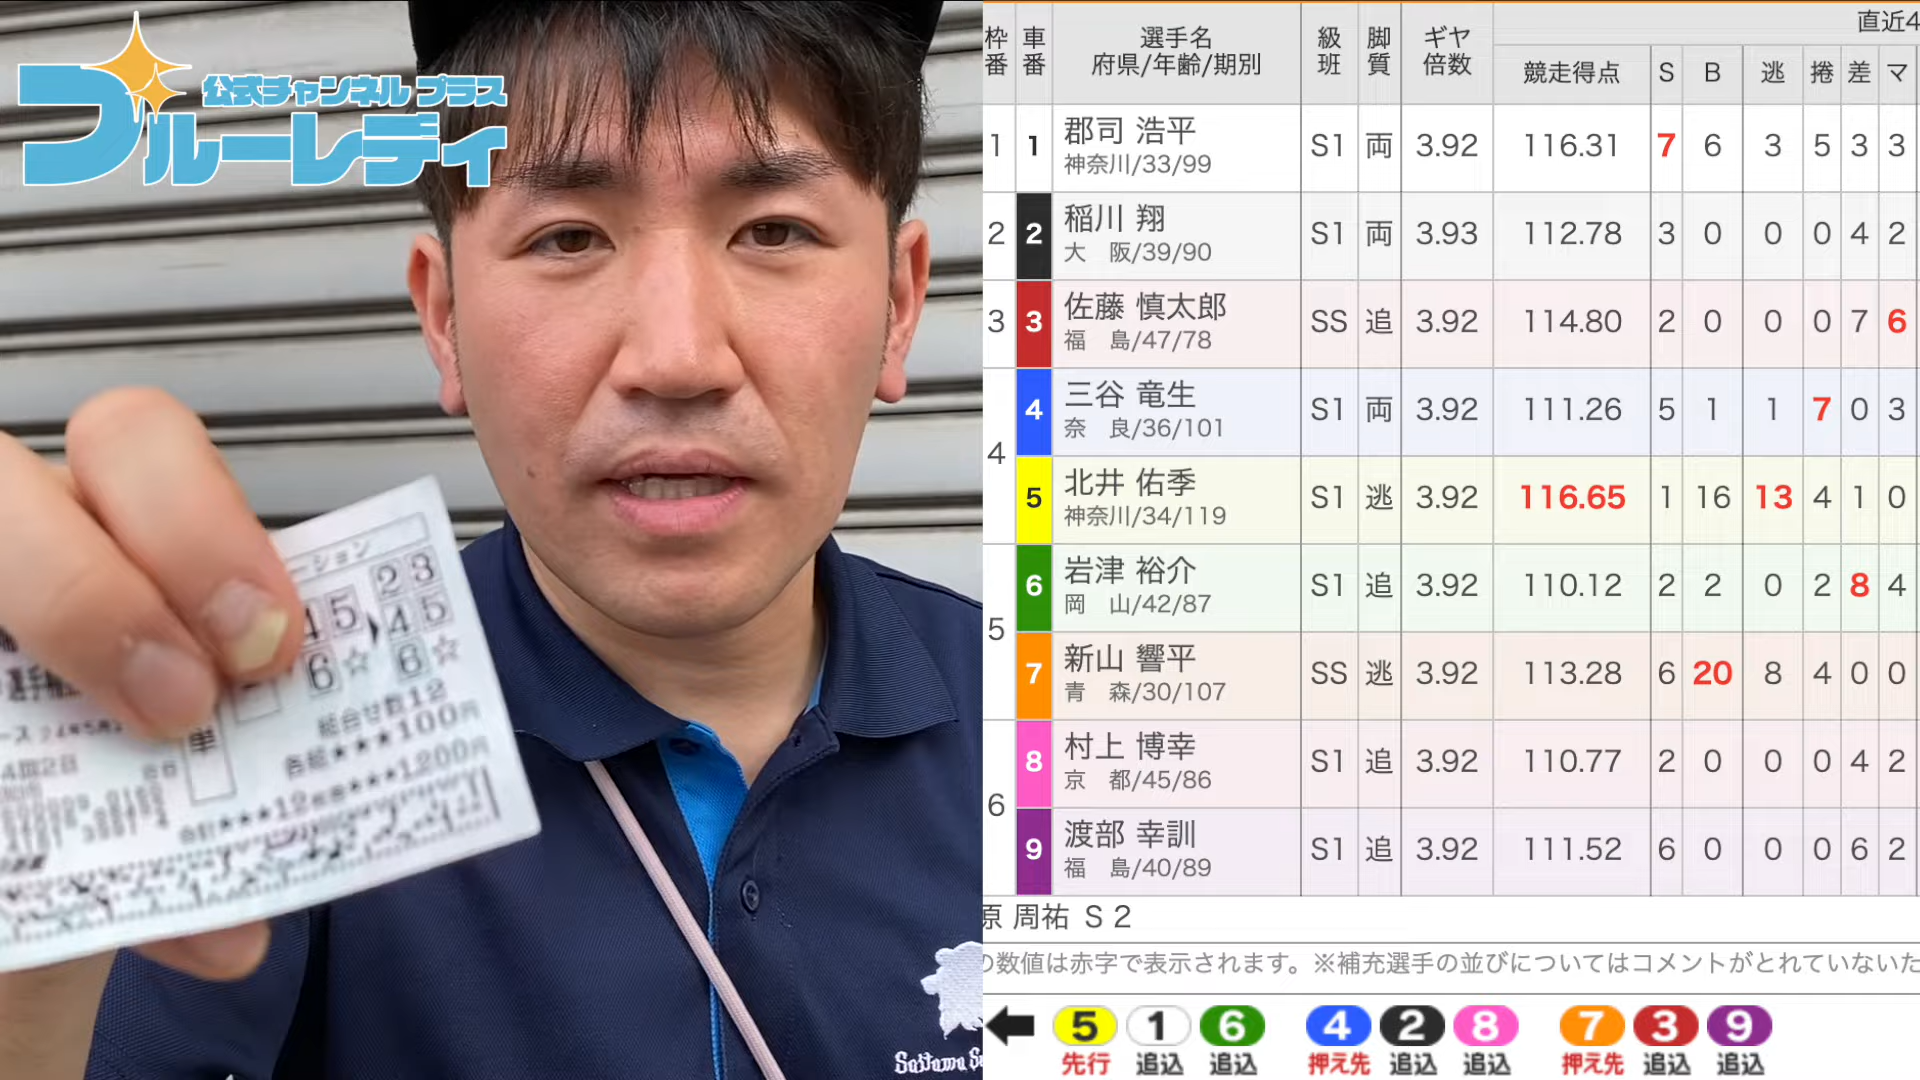 公式チャンネル プラス
ブルーレディ
ーション
45 23
45
6☆ 6☆
単
組合せ数12
各組★★★100円
4回2日
Saitama S
直近4
枠番 車番 選手名 府県/年齢/期別 級班 脚質 ギヤ倍数 競走得点 S B 逃 捲 差 マ
1 1 郡司 浩平 神奈川/33/99 S1 両 3.92 116.31 7 6 3 5 3 3
2 2 稲川 翔 大 阪/39/90 S1 両 3.93 112.78 3 0 0 0 4 2
3 3 佐藤 慎太郎 福 島/47/78 SS 追 3.92 114.80 2 0 0 0 7 6
4 4 三谷 竜生 奈 良/36/101 S1 両 3.92 111.26 5 1 1 7 0 3
5 北井 佑季 神奈川/34/119 S1 逃 3.92 116.65 1 16 13 4 1 0
5 6 岩津 裕介 岡 山/42/87 S1 追 3.92 110.12 2 2 0 2 8 4
7 新山 響平 青 森/30/107 SS 逃 3.92 113.28 6 20 8 4 0 0
6 8 村上 博幸 京 都/45/86 S1 追 3.92 110.77 2 0 0 0 4 2
9 渡部 幸訓 福 島/40/89 S1 追 3.92 111.52 6 0 0 0 6 2
原 周祐 S 2
の数値は赤字で表示されます。※補充選手の並びについてはコメントがとれていないた
5 1 6 4 2 8 7 3 9
先行 追込 追込 押え先 追込 追込 押え先 追込 追込